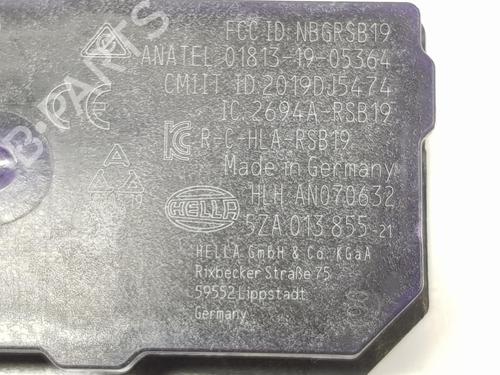 FCC ID: NBGRSB19
ANATEL 01813-19-05364
CMIIT ID:2019DJ5474
IC: 2694A-RSB19
R-C-HLA-RSB19
Made in Germany
HLH AN070632
HELLA
5ZA 013 855-21
HELLA GmbH & Co. KGaA
Rixbecker Straße 75
59552 Lippstadt
Germany